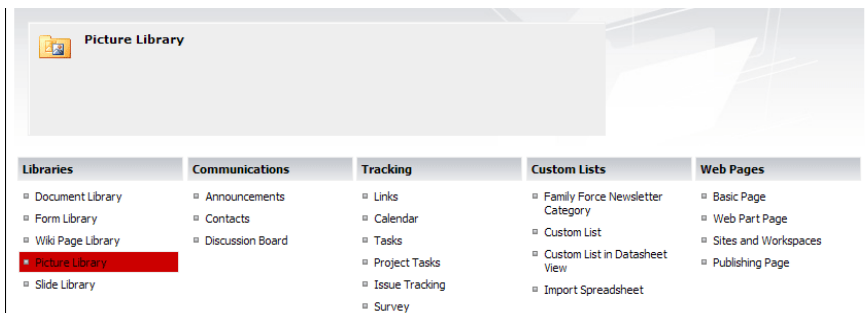 Picture Library
Libraries
Document Library
Form Library
Wiki Page Library
Picture Library
Slide Library
Communications
Announcements
Contacts
Discussion Board
Tracking
Links
Calendar
Tasks
Project Tasks
Issue Tracking
Survey
Custom Lists
Family Force Newsletter
Category
Custom List
Custom List in Datasheet
View
Import Spreadsheet
Web Pages
Basic Page
Web Part Page
Sites and Workspaces
Publishing Page